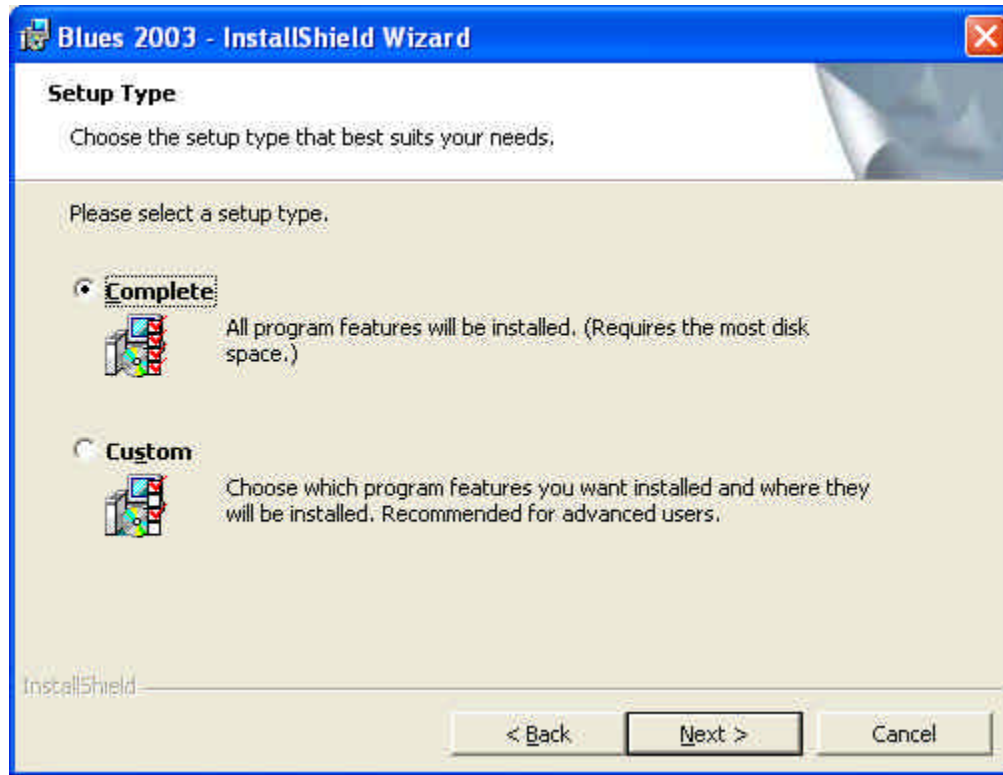 Blues 2003 - InstallShield Wizard
Setup Type
Choose the setup type that best suits your needs.
Please select a setup type.
Complete
All program features will be installed. (Requires the most disk
space.)
Custom
Choose which program features you want installed and where they
will be installed. Recommended for advanced users.
InstallShield
< Back Next > Cancel